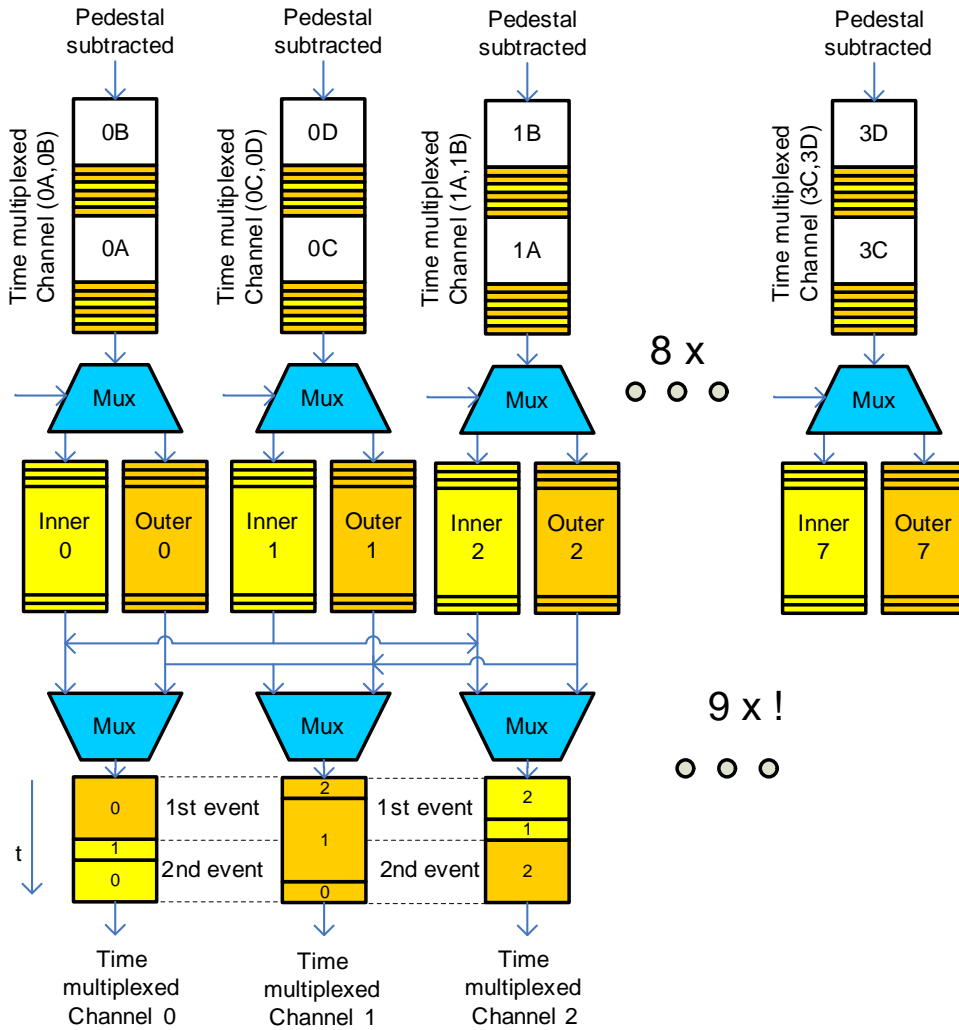 Pedestal
subtracted
Pedestal
subtracted
Pedestal
subtracted
Pedestal
subtracted
Time multiplexed
Channel (0A,0B)
0B
0A
Time multiplexed
Channel (0C,0D)
0D
0C
Time multiplexed
Channel (1A,1B)
1B
1A
Time multiplexed
Channel (3C,3D)
3D
3C
8 x
Mux
Mux
Mux
Mux
Inner
0
Outer
0
Inner
1
Outer
1
Inner
2
Outer
2
Inner
7
Outer
7
Mux
Mux
Mux
9 x !
t
0
1
0
1st event
2nd event
2
1
0
1st event
2nd event
2
1
2
Time
multiplexed
Channel 0
Time
multiplexed
Channel 1
Time
multiplexed
Channel 2